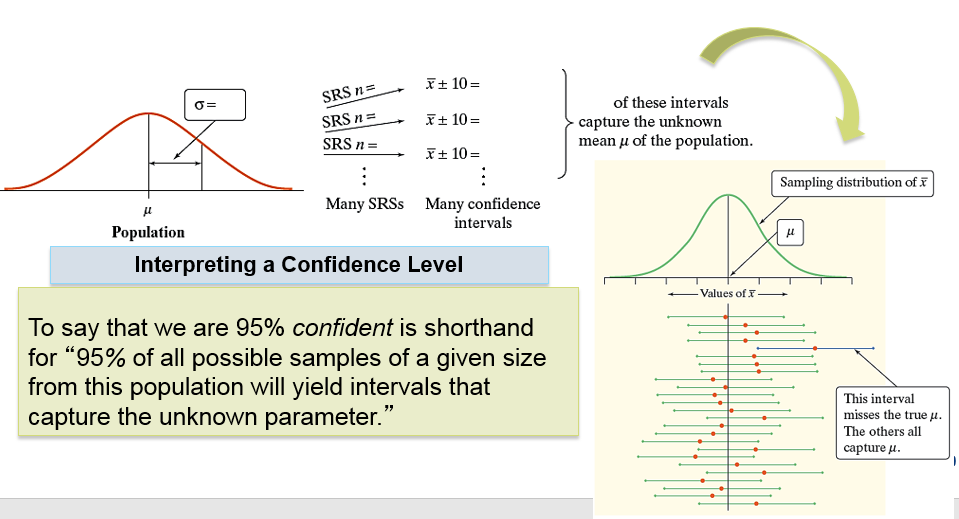 σ=
μ
Population
SRS n=
SRS n=
SRS n=
⋮
Many SRSs
x̄ ± 10 =
x̄ ± 10 =
x̄ ± 10 =
⋮
Many confidence
intervals
of these intervals
capture the unknown
mean μ of the population.
Interpreting a Confidence Level
To say that we are 95% confident is shorthand
for “95% of all possible samples of a given size
from this population will yield intervals that
capture the unknown parameter.”
Sampling distribution of x̄
μ
Values of x̄
This interval
misses the true μ.
The others all
capture μ.